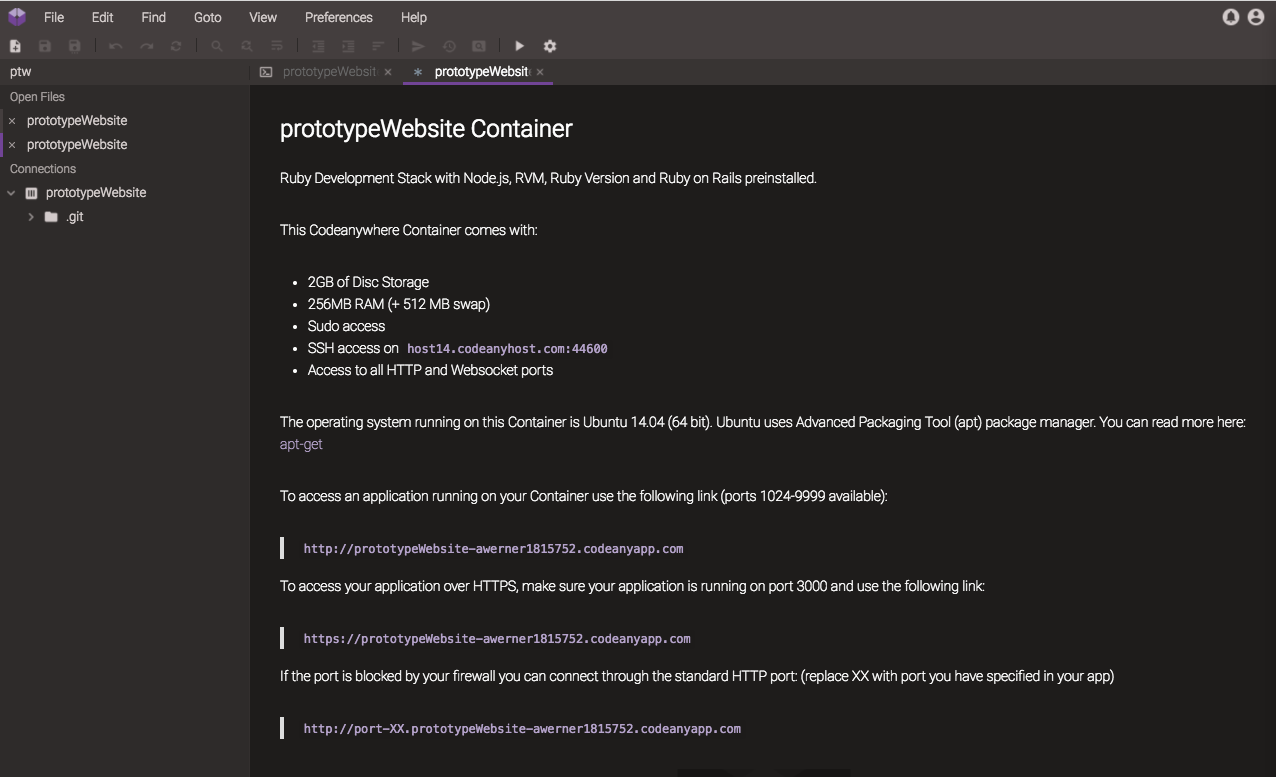 File Edit Find Goto View Preferences Help
ptw
prototypeWebsit
prototypeWebsit
Open Files
prototypeWebsite
prototypeWebsite
Connections
prototypeWebsite
.git
prototypeWebsite Container
Ruby Development Stack with Node.js, RVM, Ruby Version and Ruby on Rails preinstalled.
This Codeanywhere Container comes with:
2GB of Disc Storage
256MB RAM (+ 512 MB swap)
Sudo access
SSH access on host14.codeanyhost.com:44600
Access to all HTTP and Websocket ports
The operating system running on this Container is Ubuntu 14.04 (64 bit). Ubuntu uses Advanced Packaging Tool (apt) package manager. You can read more here:
apt-get
To access an application running on your Container use the following link (ports 1024-9999 available):
http://prototypeWebsite-awerner1815752.codeanyapp.com
To access your application over HTTPS, make sure your application is running on port 3000 and use the following link:
https://prototypeWebsite-awerner1815752.codeanyapp.com
If the port is blocked by your firewall you can connect through the standard HTTP port: (replace XX with port you have specified in your app)
http://port-XX.prototypeWebsite-awerner1815752.codeanyapp.com